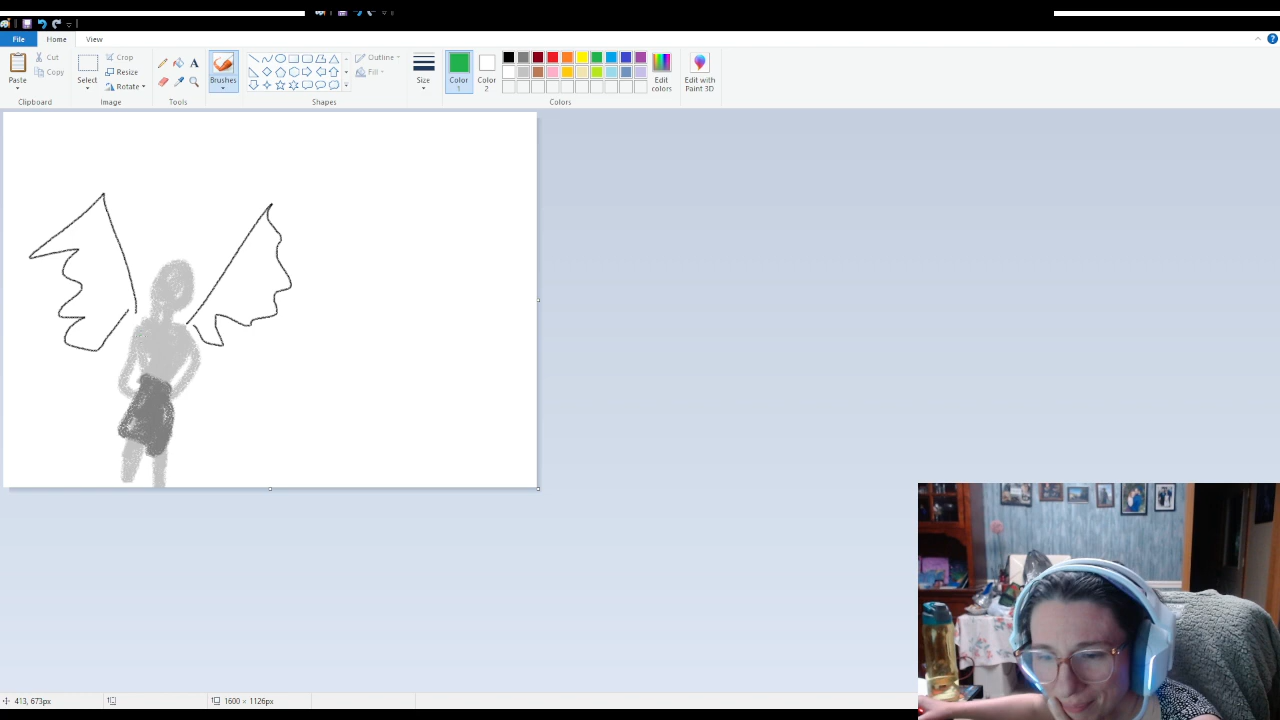 File Home View
Paste Cut Copy Clipboard
Select Crop Resize Rotate Image
A Tools
Brushes
Outline Fill Shapes
Size
Color 1
Color 2
Edit colors Colors
Edit with Paint 3D
413, 673px 1600 × 1126px